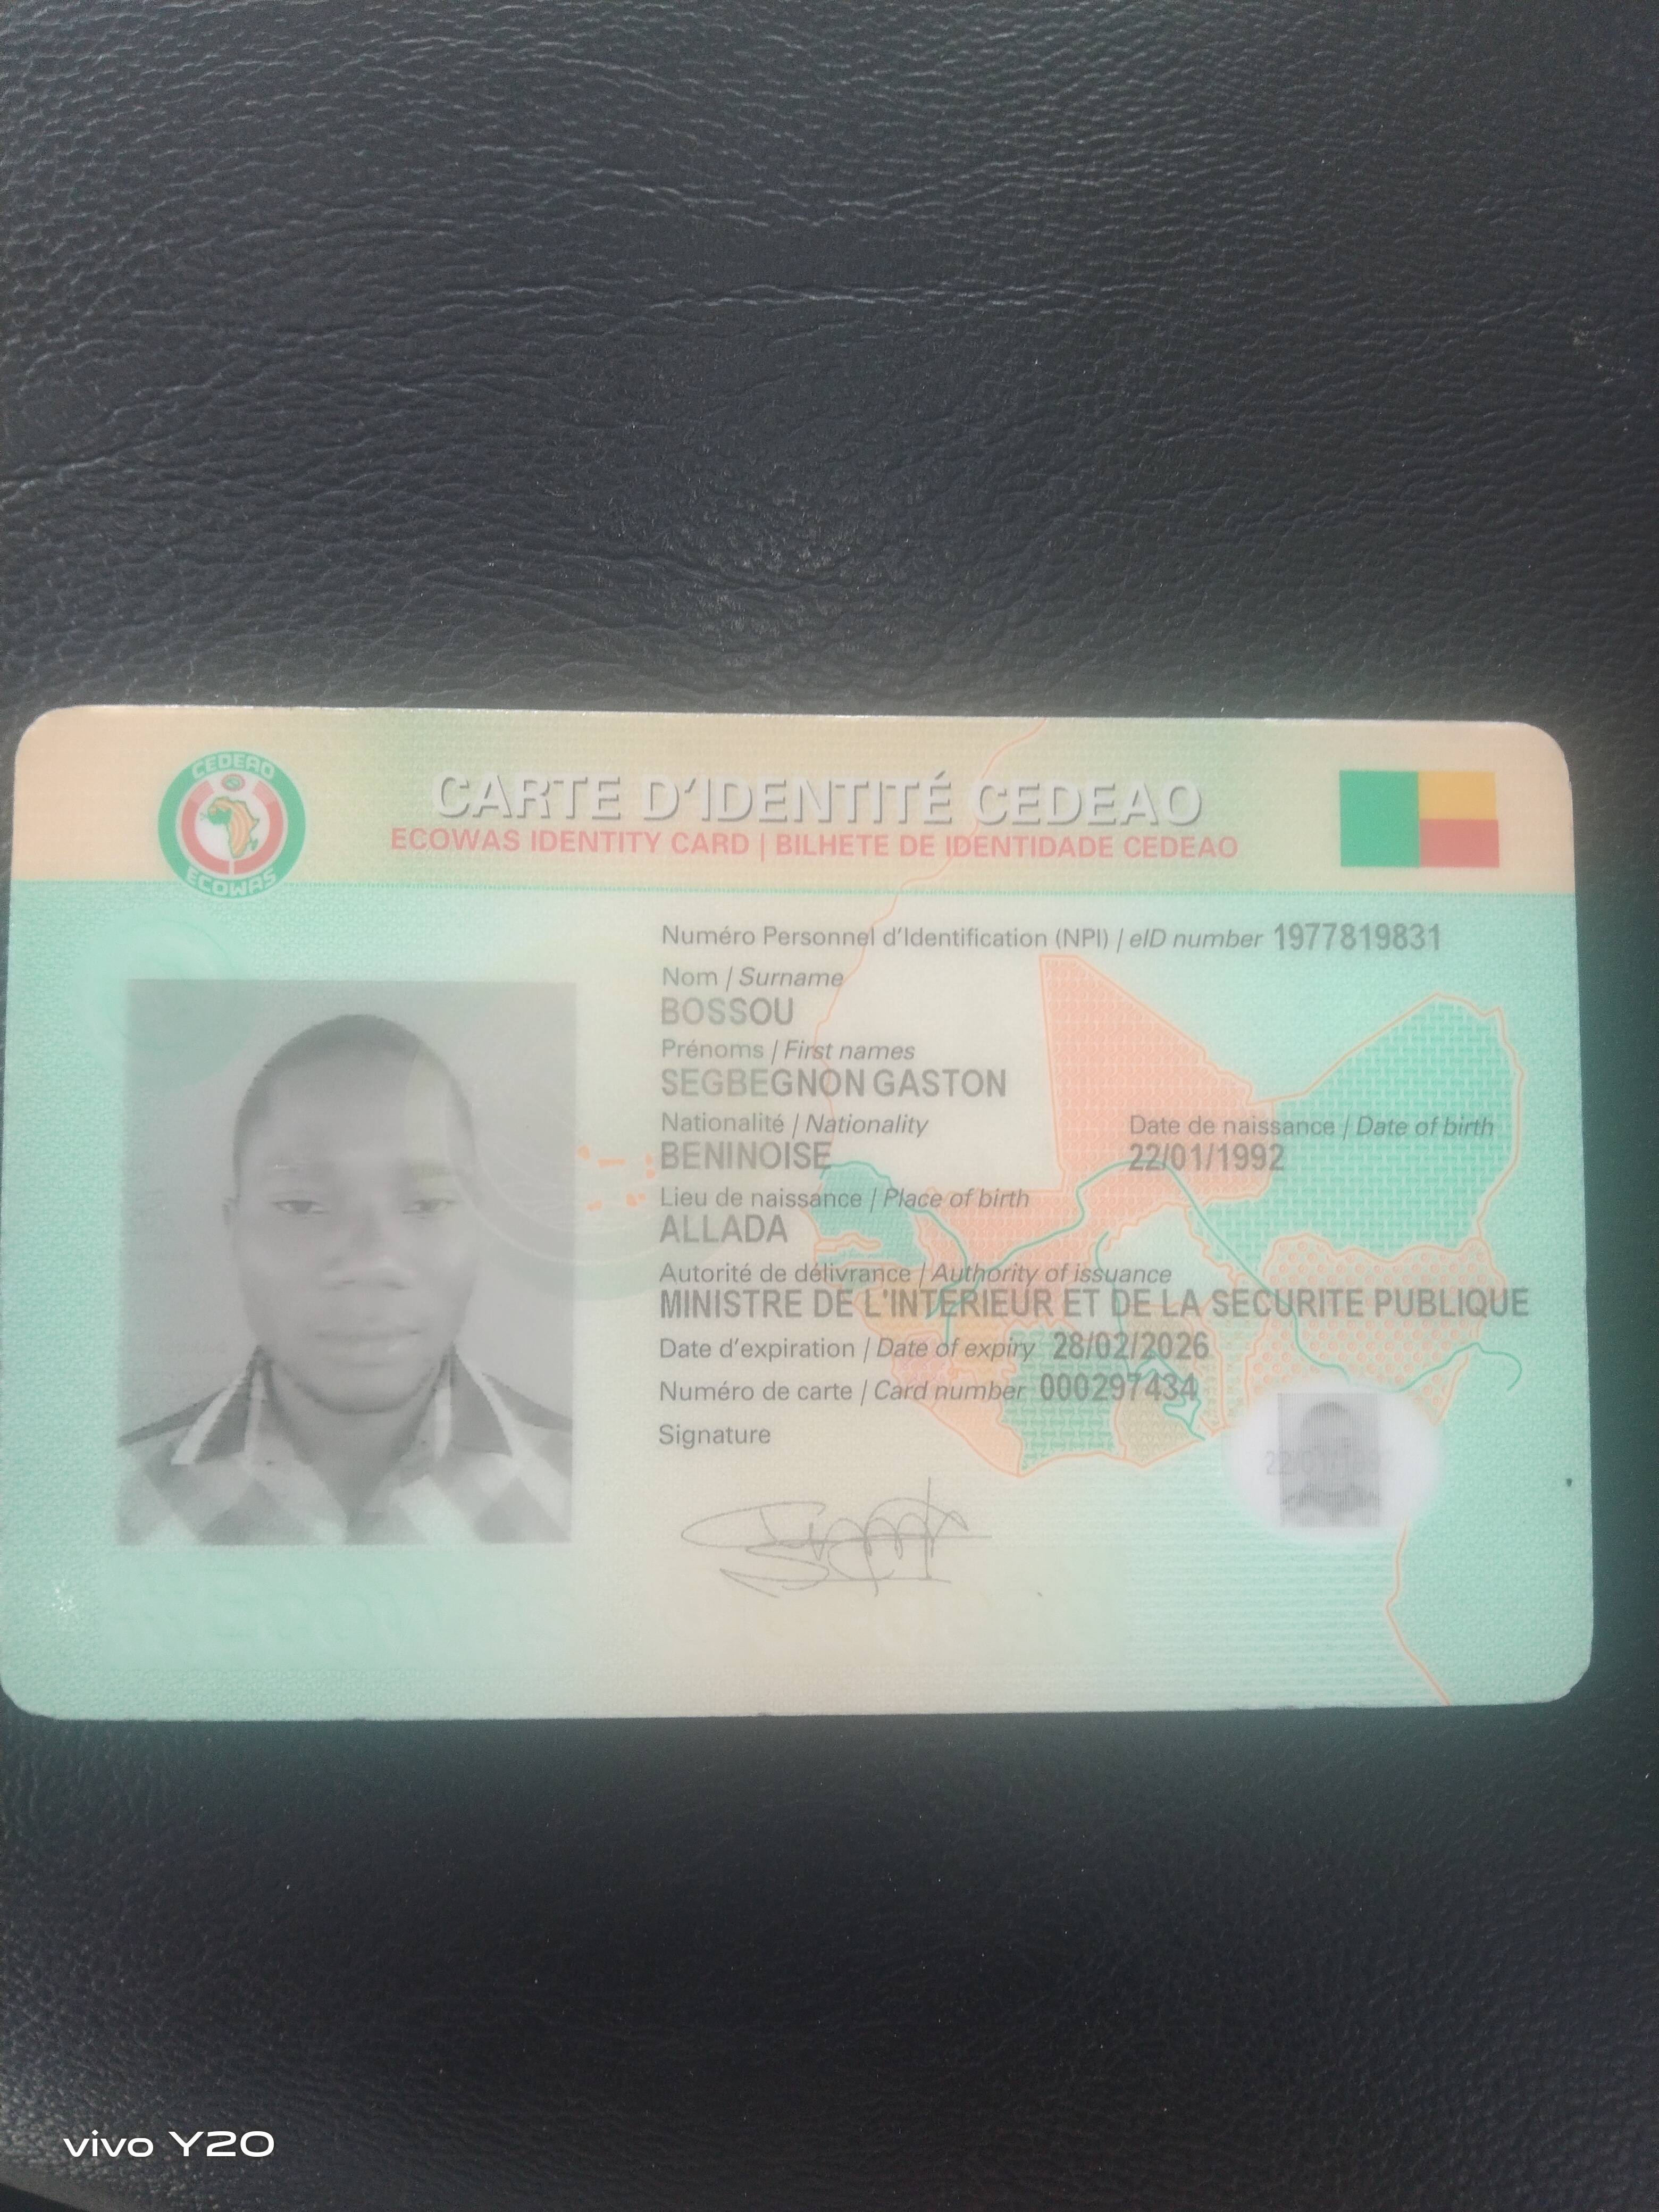 CEDEAO
ECOWAS
CARTE D'IDENTITÉ CEDEAO
ECOWAS IDENTITY CARD | BILHETE DE IDENTIDADE CEDEAO
Numéro Personnel d'Identification (NPI) / eID number 1977819831
Nom / Surname
BOSSOU
Prénoms / First names
SEGBEGNON GASTON
Nationalité / Nationality
BENINOISE
Date de naissance / Date of birth
22/01/1992
Lieu de naissance / Place of birth
ALLADA
Autorité de délivrance / Authority of issuance
MINISTRE DE L'INTERIEUR ET DE LA SECURITE PUBLIQUE
Date d'expiration / Date of expiry 28/02/2026
Numéro de carte / Card number 000297434
Signature
vivo Y20